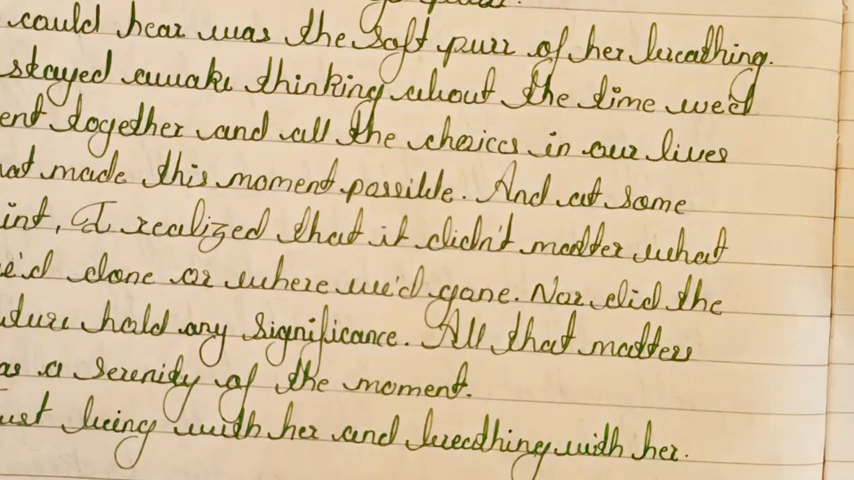 could hear was the soft purr of her breathing.
stayed awake thinking about the time we'd
ent together and all the choices in our lives
hat made this moment possible. And at some
int, I realized that it didn't matter what
e'd done or where we'd gone. Nor did the
uture hold any significance. All that matters
as a serenity of the moment.
ust being with her and breathing with her.